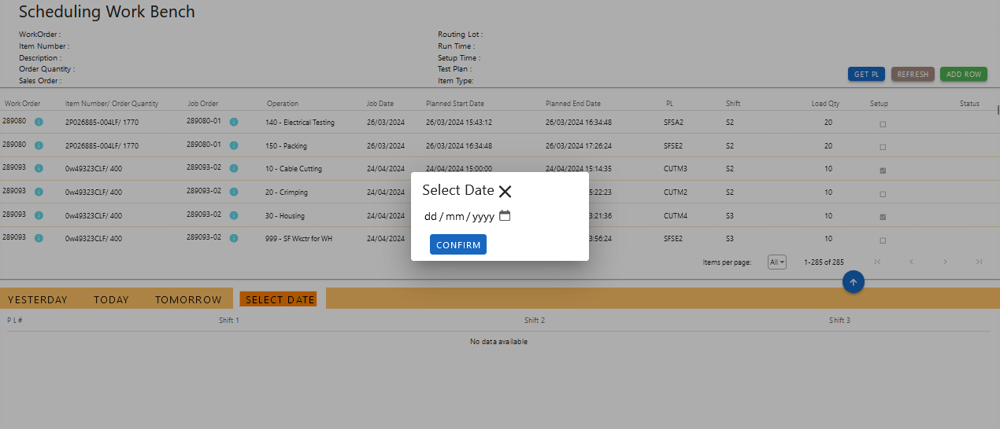 Scheduling Work Bench
WorkOrder : Routing Lot :
Item Number : Run Time :
Description : Setup Time :
Order Quantity : Test Plan :
Sales Order : Item Type:
GET PL REFRESH ADD ROW
Work Order Item Number/ Order Quantity Job Order Operation Job Date Planned Start Date Planned End Date PL Shift Load Qty Setup Status
289080 2P026885-004LF/ 1770 289080-01 140 - Electrical Testing 26/03/2024 26/03/2024 15:43:12 26/03/2024 16:34:48 SFSA2 S2 20
289080 2P026885-004LF/ 1770 289080-01 150 - Packing 26/03/2024 26/03/2024 16:34:48 26/03/2024 17:26:24 SFSE2 S2 20
289093 0w49323CLF/ 400 289093-02 10 - Cable Cutting 24/04/2024 24/04/2024 15:00:00 24/04/2024 15:14:35 CUTM3 S2 10
289093 0w49323CLF/ 400 289093-02 20 - Crimping 24/04/2024 5:22:23 CUTM2 S2 10
289093 0w49323CLF/ 400 289093-02 30 - Housing 24/04/2024 3:21:36 CUTM4 S3 10
289093 0w49323CLF/ 400 289093-02 999 - SF Wkctr for WH 24/04/2024 3:56:24 SFSE2 S3 10
Select Date
dd/mm/yyyy
CONFIRM
Items per page: All 1-285 of 285
YESTERDAY TODAY TOMORROW SELECT DATE
P L # Shift 1 Shift 2 Shift 3
No data available